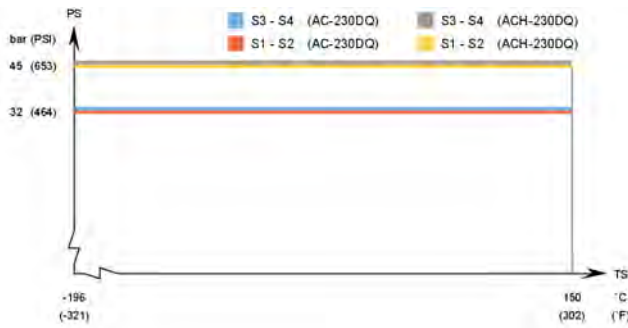 PS
S3 - S4 (AC-230DQ)
S3 - S4 (ACH-230DQ)
bar (PSI)
S1 - S2 (AC-230DQ)
S1 - S2 (ACH-230DQ)
45 (653)
32 (464)
TS
-196
150
°C
(-321)
(302)
(°F)